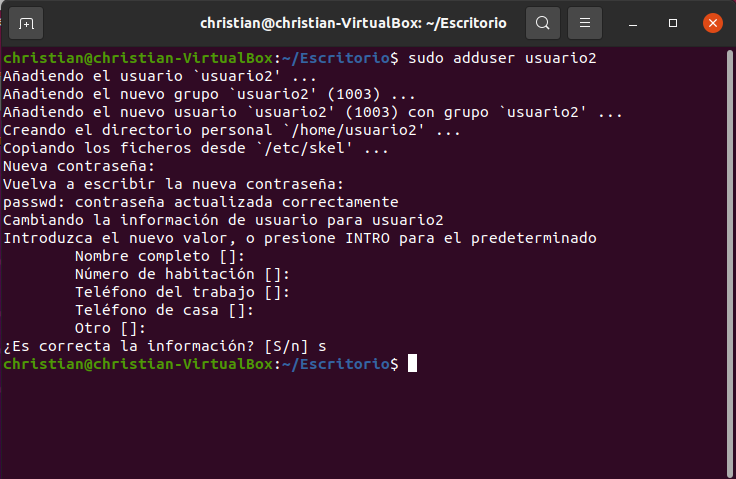 christian@christian-VirtualBox: ~/Escritorio
christian@christian-VirtualBox:~/Escritorio$ sudo adduser usuario2
Añadiendo el usuario `usuario2' ...
Añadiendo el nuevo grupo `usuario2' (1003) ...
Añadiendo el nuevo usuario `usuario2' (1003) con grupo `usuario2' ...
Creando el directorio personal `/home/usuario2' ...
Copiando los ficheros desde `/etc/skel' ...
Nueva contraseña:
Vuelva a escribir la nueva contraseña:
passwd: contraseña actualizada correctamente
Cambiando la información de usuario para usuario2
Introduzca el nuevo valor, o presione INTRO para el predeterminado
Nombre completo []:
Número de habitación []:
Teléfono del trabajo []:
Teléfono de casa []:
Otro []:
¿Es correcta la información? [S/n] s
christian@christian-VirtualBox:~/Escritorio$